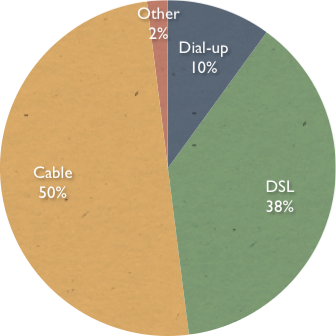 Other
2%
Dial-up
10%
DSL
38%
Cable
50%